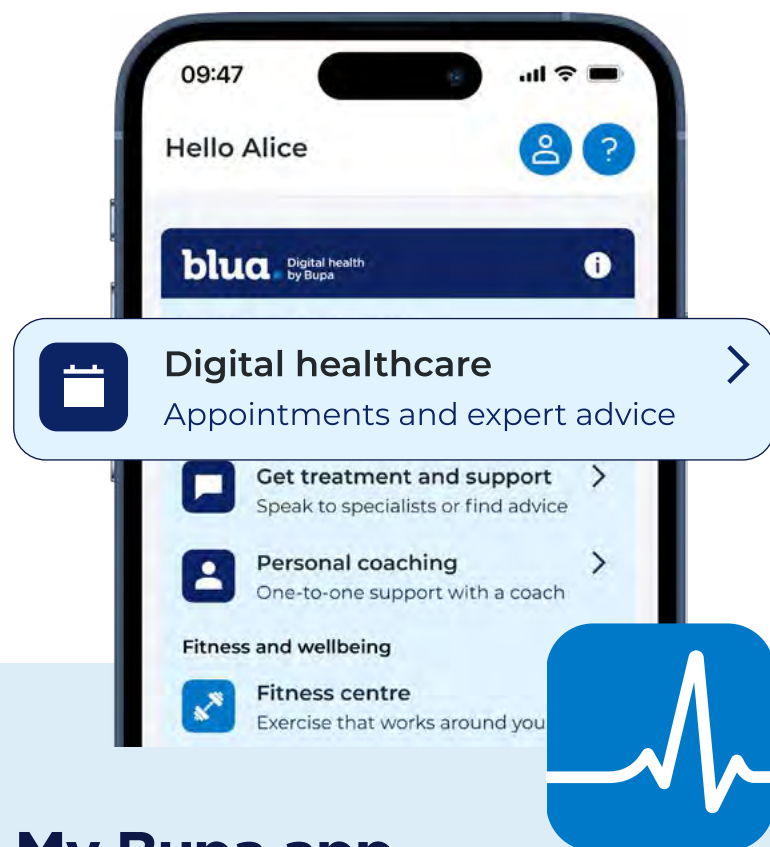 09:47
Hello Alice
?
blua. Digital health
by Bupa
i
Digital healthcare
Appointments and expert advice
Get treatment and support
Speak to specialists or find advice
Personal coaching
One-to-one support with a coach
Fitness and wellbeing
Fitness centre
Exercise that works around you
My Bupa app